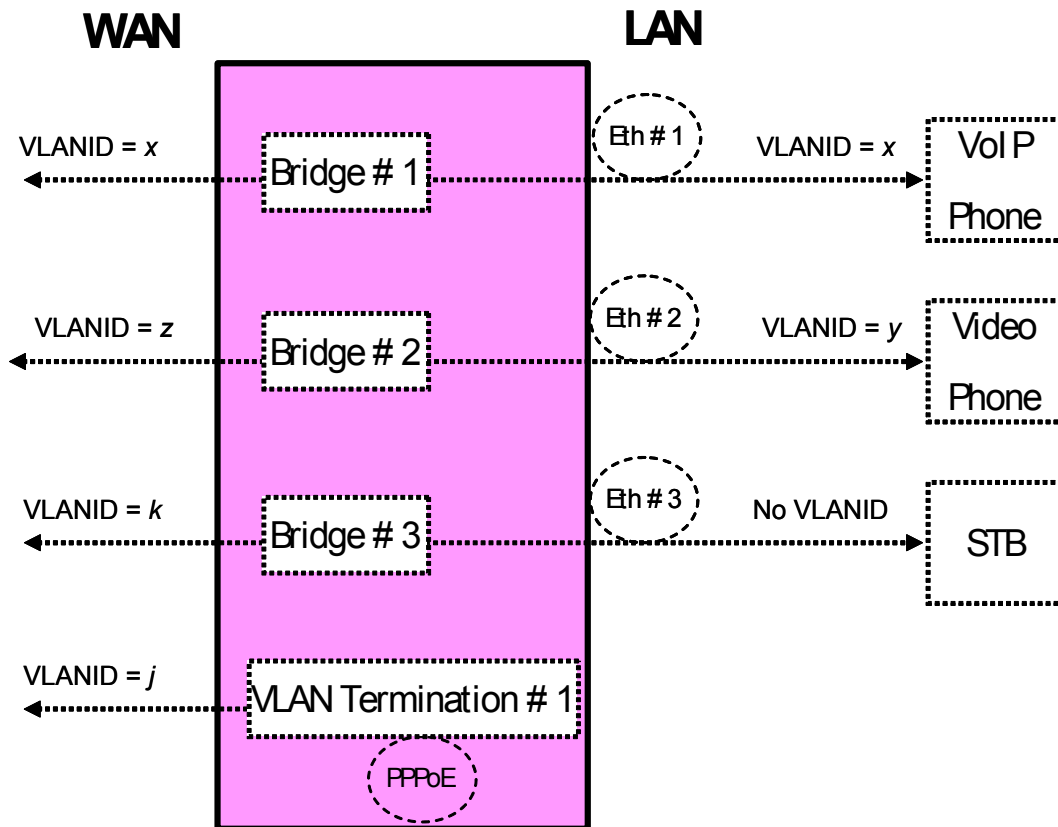 WAN LAN
VLANID = x Bridge # 1 Eth # 1 VLANID = x VoIP
Phone
VLANID = z Bridge # 2 Eth # 2 VLANID = y Video
Phone
VLANID = k Bridge # 3 Eth # 3 No VLANID STB
VLANID = j VLAN Termination # 1
PPPoE